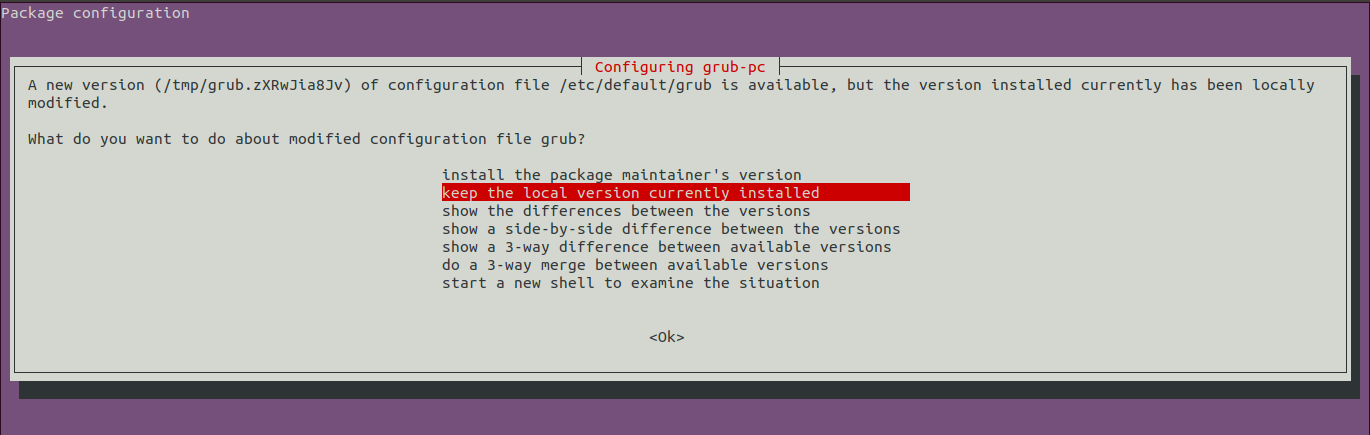 Package configuration
Configuring grub-pc
A new version (/tmp/grub.zXRwJia8Jv) of configuration file /etc/default/grub is available, but the version installed currently has been locally
modified.
What do you want to do about modified configuration file grub?
install the package maintainer's version
keep the local version currently installed
show the differences between the versions
show a side-by-side difference between the versions
show a 3-way difference between available versions
do a 3-way merge between available versions
start a new shell to examine the situation
<Ok>